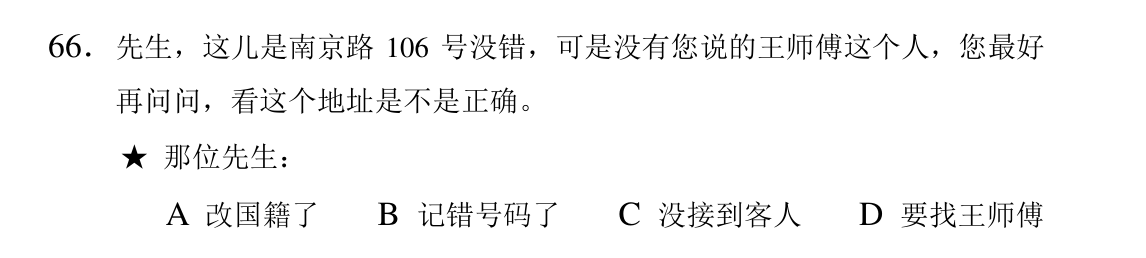 66. 先生，这儿是南京路 106 号没错，可是没有您说的王师傅这个人，您最好
再问问，看这个地址是不是正确。
★ 那位先生：
A 改国籍了 B 记错号码了 C 没接到客人 D 要找王师傅